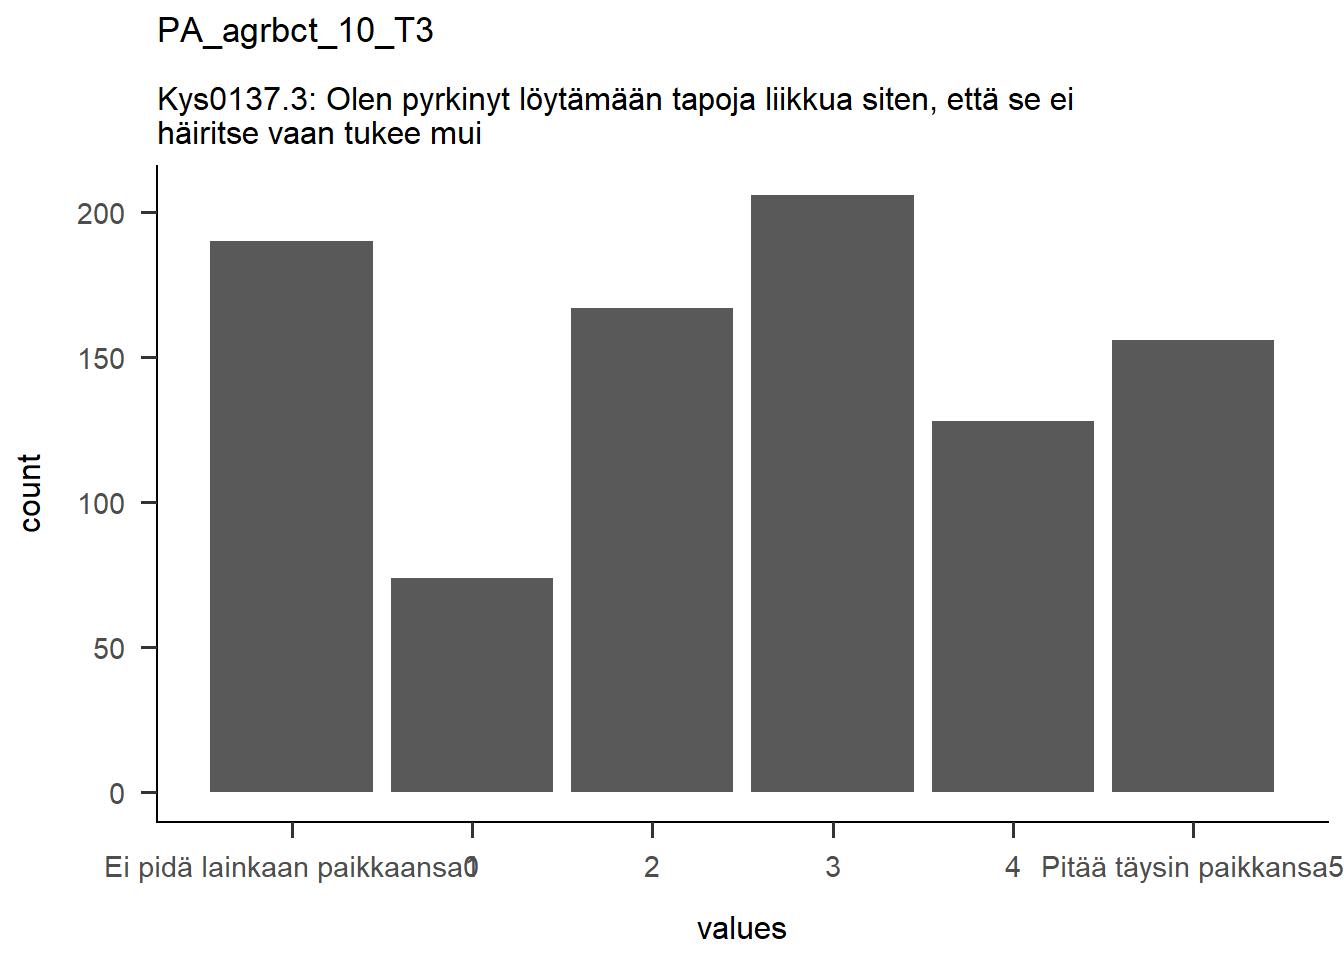 PA_agrbct_10_T3
Kys0137.3: Olen pyrkinyt löytämään tapoja liikkua siten, että se ei
häiritse vaan tukee mui
200
150
100
50
0
count
Ei pidä lainkaan paikkaansa0
1
2
3
4
Pitää täysin paikkansa5
values